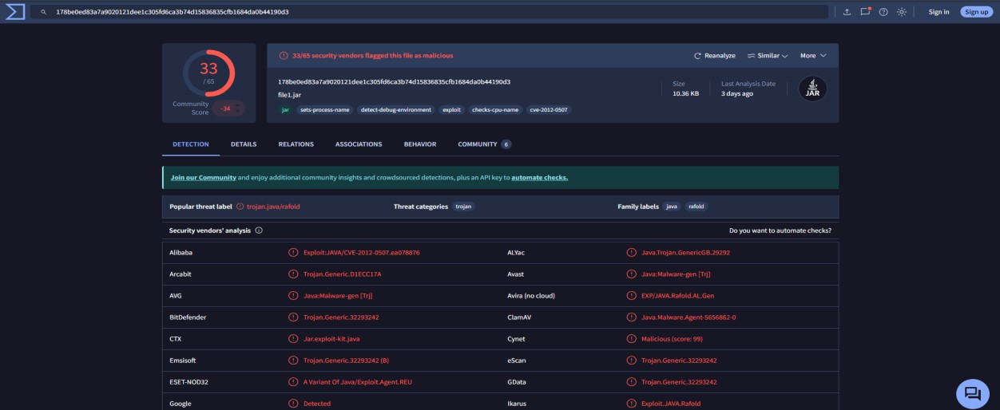 178be0ed83a7a9020121dee1c305fd6ca3b74d15836835cfb1684da0b44190d3
Sign in
Sign up
33
/ 65
Community
Score
-34
33/65 security vendors flagged this file as malicious
Reanalyze
Similar
More
178be0ed83a7a9020121dee1c305fd6ca3b74d15836835cfb1684da0b44190d3
file1.jar
jar sets-process-name detect-debug-environment exploit checks-cpu-name cve-2012-0507
Size
10.36 KB
Last Analysis Date
3 days ago
JAR
DETECTION DETAILS RELATIONS ASSOCIATIONS BEHAVIOR COMMUNITY 6
Join our Community and enjoy additional community insights and crowdsourced detections, plus an API key to automate checks.
Popular threat label trojan.java/rafold Threat categories trojan Family labels java rafold
Security vendors' analysis Do you want to automate checks?
Alibaba Exploit:JAVA/CVE-2012-0507.ea078876 ALYac Java.Trojan.GenericGB.29292
Arcabit Trojan.Generic.D1ECC17A Avast Java:Malware-gen [Trj]
AVG Java:Malware-gen [Trj] Avira (no cloud) EXP/JAVA.Rafold.AL.Gen
BitDefender Trojan.Generic.32293242 ClamAV Java.Malware.Agent-5656862-0
CTX Jar.exploit-kit.java Cynet Malicious (score: 99)
Emsisoft Trojan.Generic.32293242 (B) eScan Trojan.Generic.32293242
ESET-NOD32 A Variant Of Java/Exploit.Agent.REU GData Trojan.Generic.32293242
Google Detected Ikarus Exploit.JAVA.Rafold